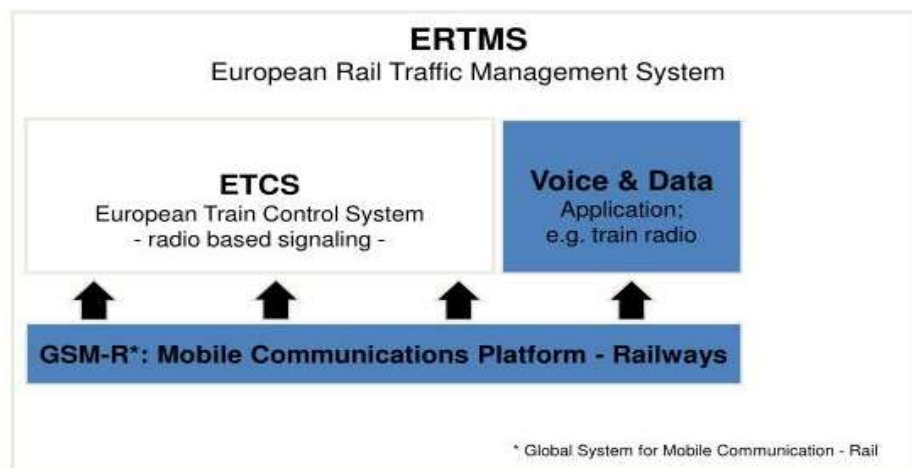 ERTMS
European Rail Traffic Management System
ETCS
European Train Control System
- radio based signaling -
Voice & Data
Application;
e.g. train radio
GSM-R*: Mobile Communications Platform - Railways
* Global System for Mobile Communication - Rail